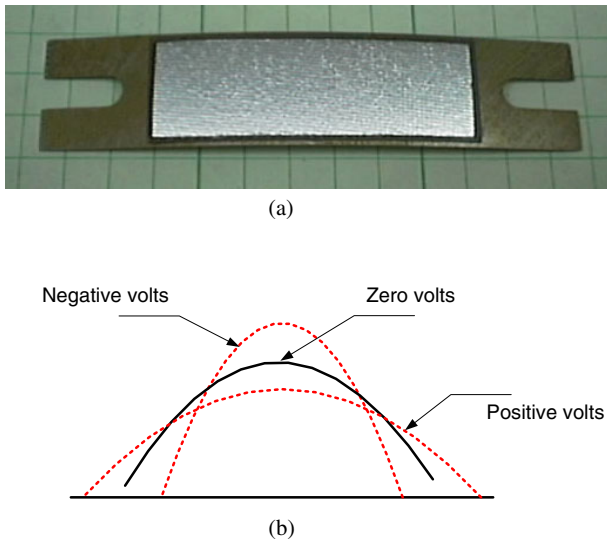 (a)
Negative volts
Zero volts
Positive volts
(b)